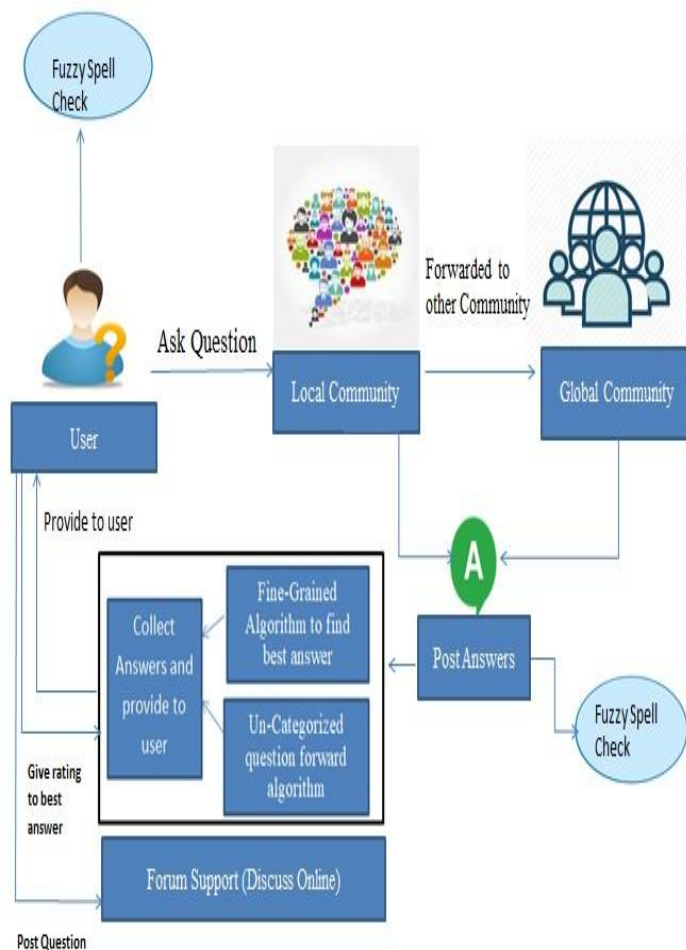 Fuzzy Spell
Check
Ask Question
Forwarded to
other Community
User
Local Community
Global Community
Provide to user
A
Post Answers
Collect
Answers and
provide to
user
Fine-Grained
Algorithm to find
best answer
Un-Categorized
question forward
algorithm
Fuzzy Spell
Check
Give rating
to best
answer
Forum Support (Discuss Online)
Post Question